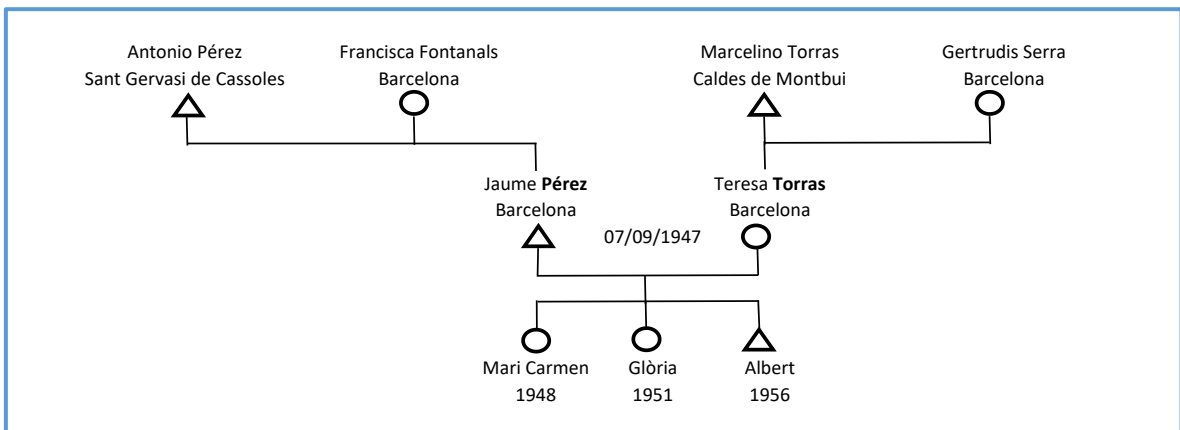 Antonio Pérez
Sant Gervasi de Cassoles
Francisca Fontanals
Barcelona
Marcelino Torras
Caldes de Montbui
Gertrudis Serra
Barcelona
Jaume Pérez
Barcelona
Teresa Torras
Barcelona
07/09/1947
Mari Carmen
1948
Glòria
1951
Albert
1956